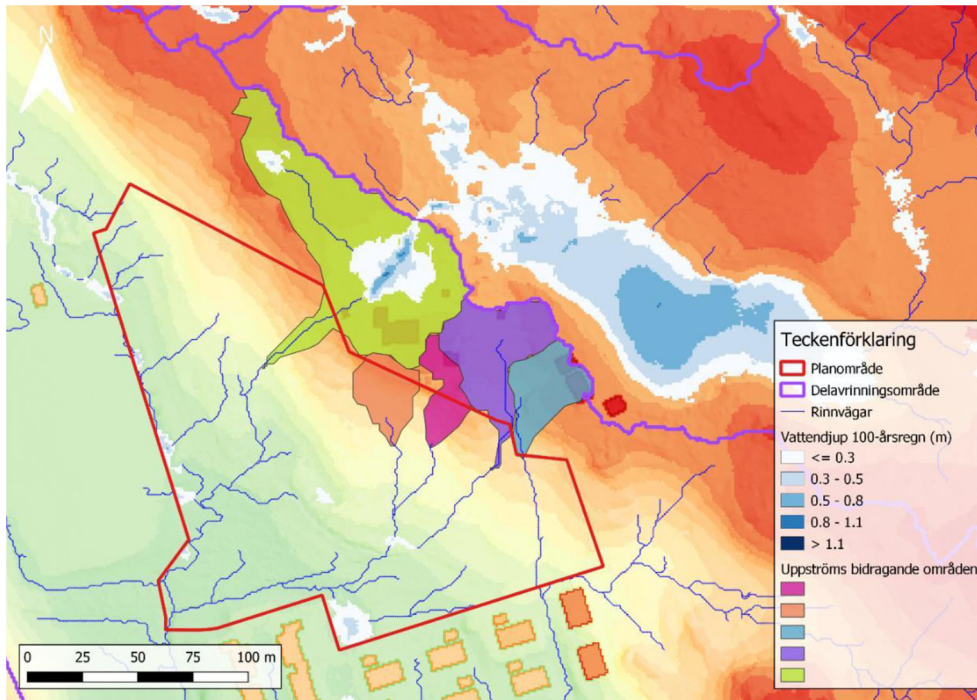 N
Teckenförklaring
Planområde
Delavrinningsområde
Rinnvägar
Vattendjup 100-årsregn (m)
<= 0.3
0.3 - 0.5
0.5 - 0.8
0.8 - 1.1
> 1.1
Uppströms bidragande områden
0 25 50 75 100 m